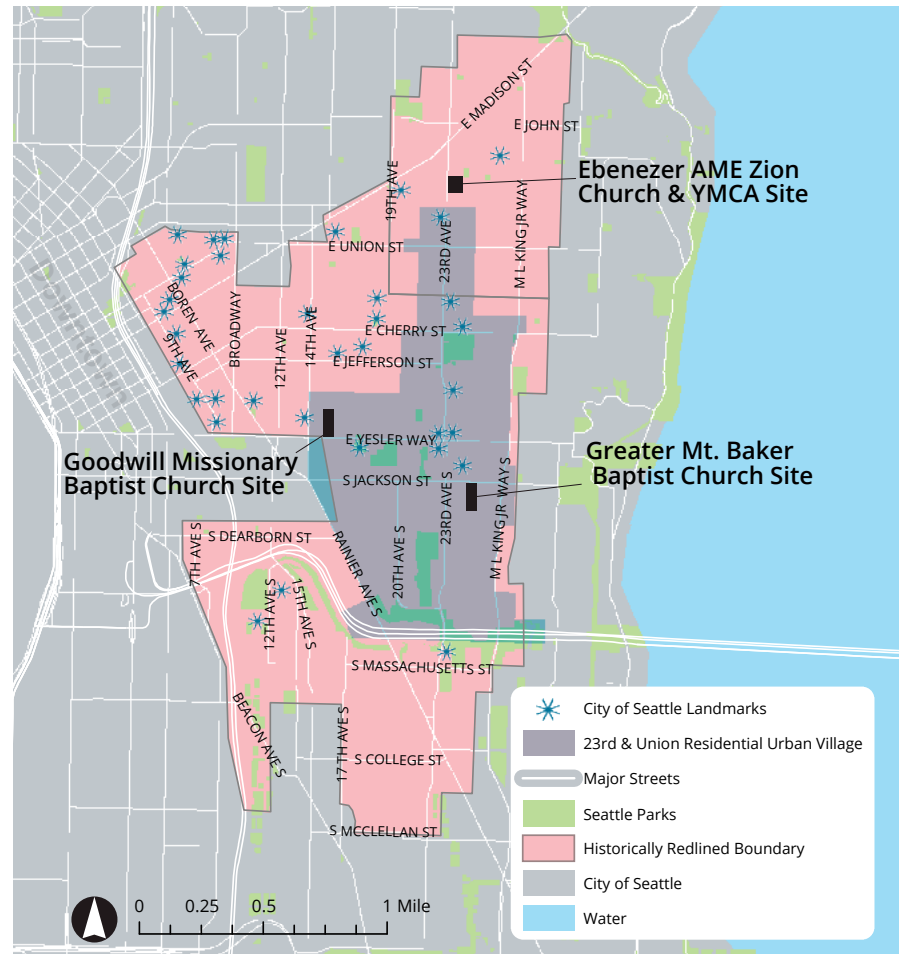 E MADISON ST
E JOHN ST
Ebenezer AME Zion
Church & YMCA Site
19TH AVE
M L KING JR WAY
23RD AVE
E UNION ST
DOWNTOWN
BOREN AVE
BROADWAY
9TH AVE
12TH AVE
14TH AVE
E CHERRY ST
E JEFFERSON ST
E YESLER WAY
Goodwill Missionary
Baptist Church Site
Greater Mt. Baker
Baptist Church Site
S JACKSON ST
23RD AVE S
M L KING JR WAY S
S DEARBORN ST
7TH AVE S
RAINIER AVE S
20TH AVE S
12TH AVE S
15TH AVE S
S MASSACHUSETTS ST
BEACON AVE S
17 TH AVE S
S COLLEGE ST
S MCCLELLAN ST
City of Seattle Landmarks
23rd & Union Residential Urban Village
Major Streets
Seattle Parks
Historically Redlined Boundary
City of Seattle
Water
0 0.25 0.5 1 Mile